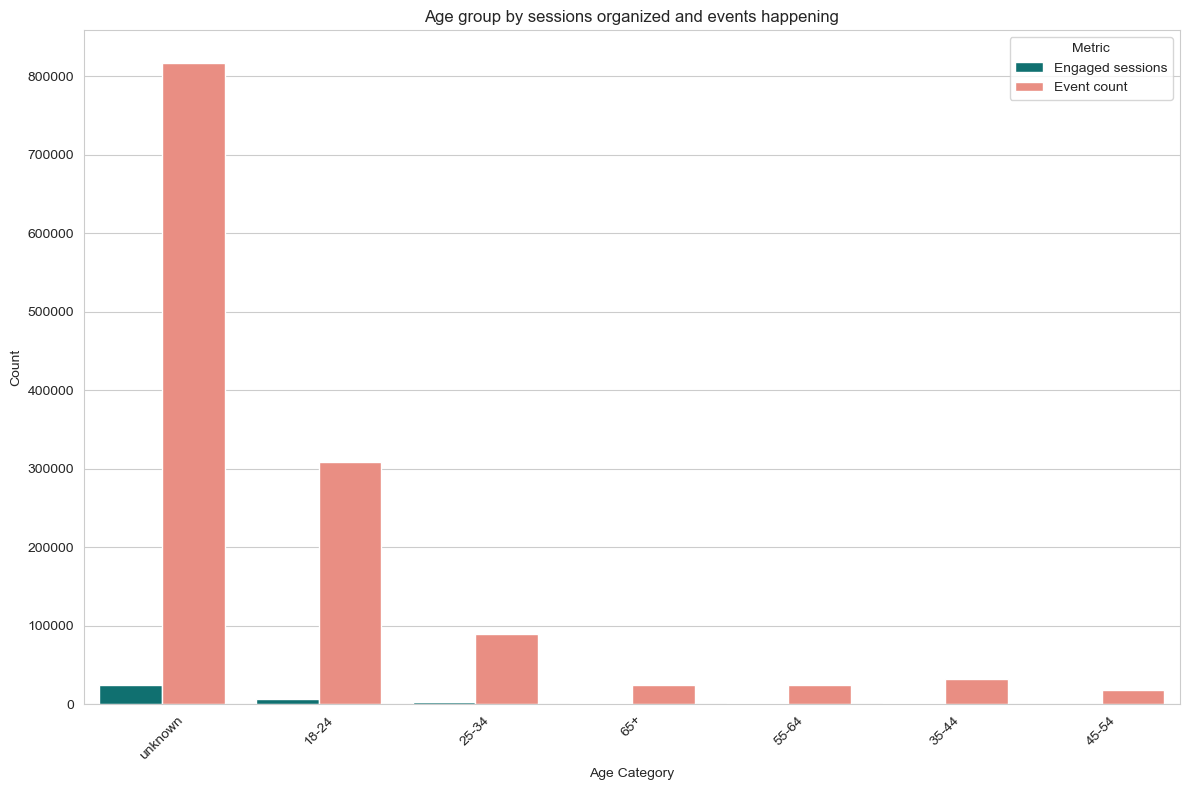 Age group by sessions organized and events happening
Metric
Engaged sessions
Event count
Count
800000
700000
600000
500000
400000
300000
200000
100000
0
unknown
18-24
25-34
65+
55-64
35-44
45-54
Age Category